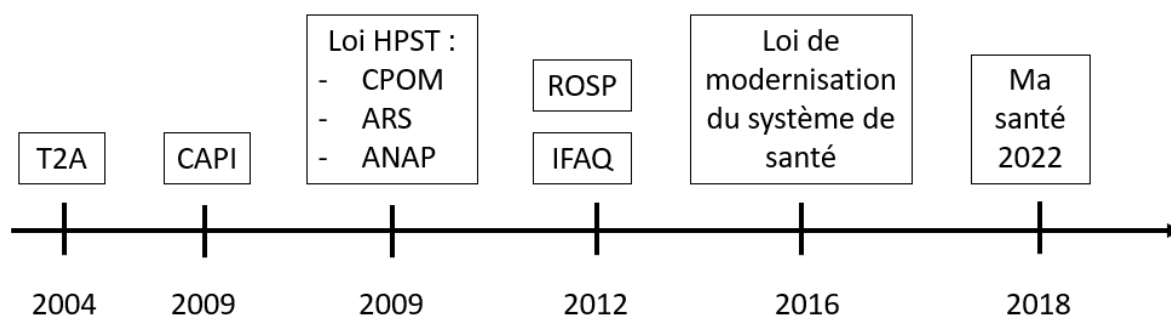 T2A
CAPI
Loi HPST :
- CPOM
- ARS
- ANAP
ROSP
IFAQ
Loi de
modernisation
du système de
santé
Ma
santé
2022
2004
2009
2009
2012
2016
2018